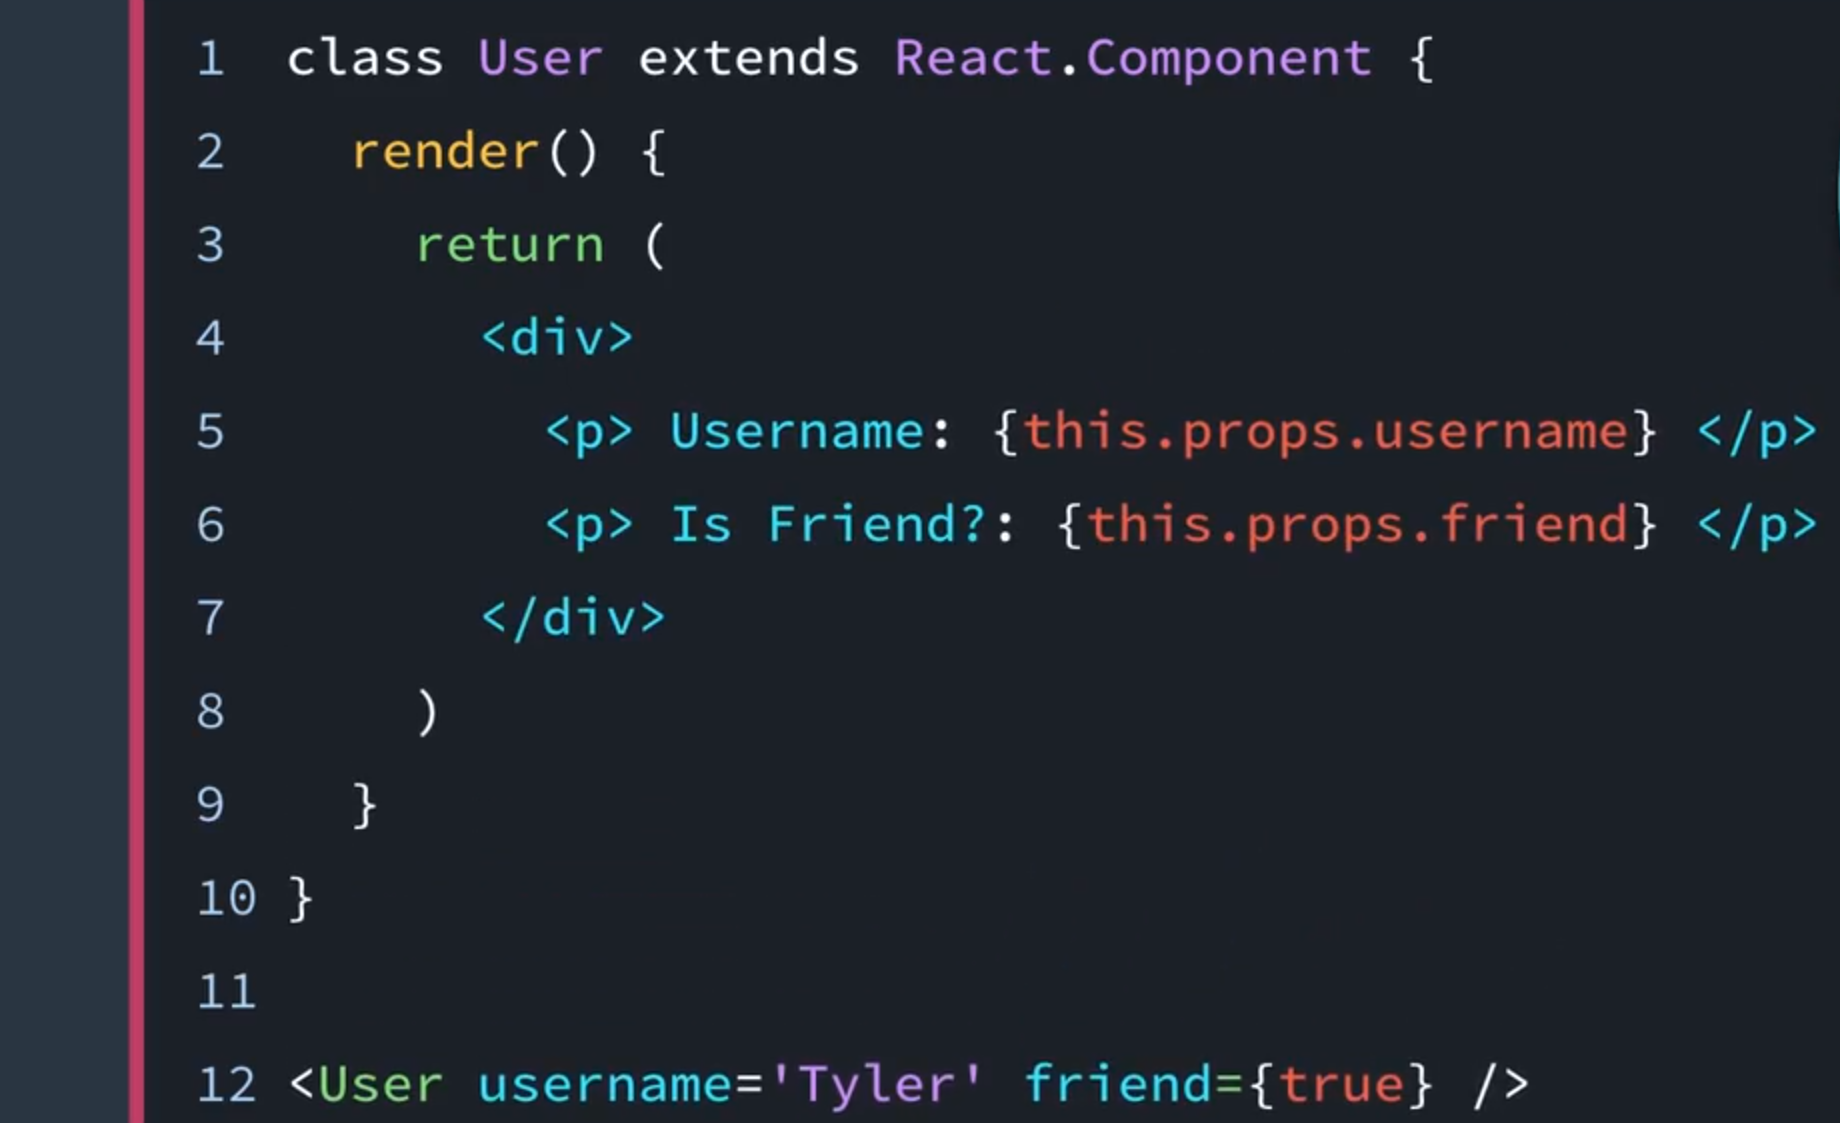 1 class User extends React.Component {
2   render() {
3     return (
4       <div>
5         <p> Username: {this.props.username} </p>
6         <p> Is Friend?: {this.props.friend} </p>
7       </div>
8     )
9   }
10 }
11
12 <User username='Tyler' friend={true} />